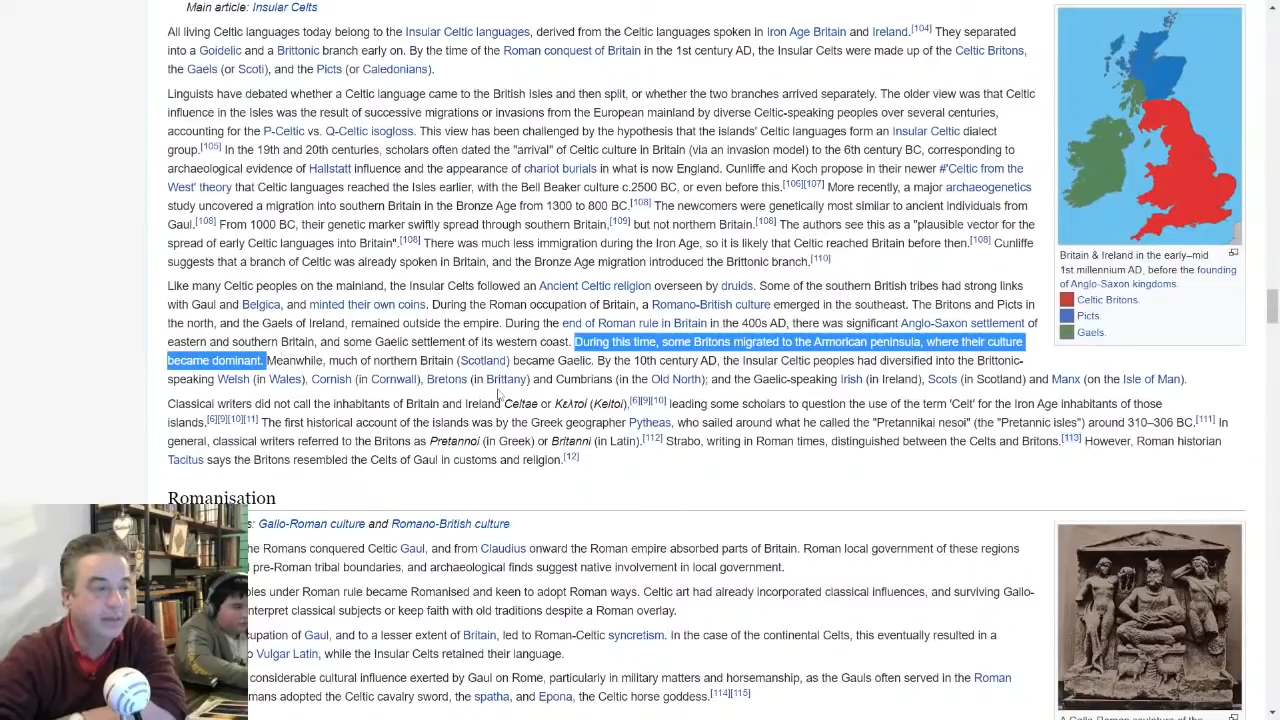 Main article: Insular Celts
All living Celtic languages today belong to the Insular Celtic languages, derived from the Celtic languages spoken in Iron Age Britain and Ireland.[104] They separated
into a Goidelic and a Brittonic branch early on. By the time of the Roman conquest of Britain in the 1st century AD, the Insular Celts were made up of the Celtic Britons,
the Gaels (or Scoti), and the Picts (or Caledonians).
Linguists have debated whether a Celtic language came to the British Isles and then split, or whether the two branches arrived separately. The older view was that Celtic
influence in the Isles was the result of successive migrations or invasions from the European mainland by diverse Celtic-speaking peoples over several centuries,
accounting for the P-Celtic vs. Q-Celtic isogloss. This view has been challenged by the hypothesis that the islands' Celtic languages form an Insular Celtic dialect
group.[105] In the 19th and 20th centuries, scholars often dated the "arrival" of Celtic culture in Britain (via an invasion model) to the 6th century BC, corresponding to
archaeological evidence of Hallstatt influence and the appearance of chariot burials in what is now England. Cunliffe and Koch propose in their newer #'Celtic from the
West' theory that Celtic languages reached the Isles earlier, with the Bell Beaker culture c.2500 BC, or even before this.[106][107] More recently, a major archaeogenetics
study uncovered a migration into southern Britain in the Bronze Age from 1300 to 800 BC.[108] The newcomers were genetically most similar to ancient individuals from
Gaul.[108] From 1000 BC, their genetic marker swiftly spread through southern Britain,[109] but not northern Britain.[108] The authors see this as a "plausible vector for the
spread of early Celtic languages into Britain".[108] There was much less immigration during the Iron Age, so it is likely that Celtic reached Britain before then.[108] Cunliffe
suggests that a branch of Celtic was already spoken in Britain, and the Bronze Age migration introduced the Brittonic branch.[110]
Like many Celtic peoples on the mainland, the Insular Celts followed an Ancient Celtic religion overseen by druids. Some of the southern British tribes had strong links
with Gaul and Belgica, and minted their own coins. During the Roman occupation of Britain, a Romano-British culture emerged in the southeast. The Britons and Picts in
the north, and the Gaels of Ireland, remained outside the empire. During the end of Roman rule in Britain in the 400s AD, there was significant Anglo-Saxon settlement of
eastern and southern Britain, and some Gaelic settlement of its western coast. During this time, some Britons migrated to the Armorican peninsula, where their culture
became dominant. Meanwhile, much of northern Britain (Scotland) became Gaelic. By the 10th century AD, the Insular Celtic peoples had diversified into the Brittonic-
speaking Welsh (in Wales), Cornish (in Cornwall), Bretons (in Brittany) and Cumbrians (in the Old North); and the Gaelic-speaking Irish (in Ireland), Scots (in Scotland) and Manx (on the Isle of Man).
Classical writers did not call the inhabitants of Britain and Ireland Celtae or Κελτοί (Keltoi),[6][9][10] leading some scholars to question the use of the term 'Celt' for the Iron Age inhabitants of those
islands.[6][9][10][11] The first historical account of the islands was by the Greek geographer Pytheas, who sailed around what he called the "Pretannikai nesoi" (the "Pretannic isles") around 310–306 BC.[111] In
general, classical writers referred to the Britons as Pretannoi (in Greek) or Britanni (in Latin).[112] Strabo, writing in Roman times, distinguished between the Celts and Britons.[113] However, Roman historian
Tacitus says the Britons resembled the Celts of Gaul in customs and religion.[12]
Britain & Ireland in the early–mid
1st millennium AD, before the founding
of Anglo-Saxon kingdoms.
Celtic Britons.
Picts.
Gaels.
Romanisation
s: Gallo-Roman culture and Romano-British culture
he Romans conquered Celtic Gaul, and from Claudius onward the Roman empire absorbed parts of Britain. Roman local government of these regions
pre-Roman tribal boundaries, and archaeological finds suggest native involvement in local government.
ples under Roman rule became Romanised and keen to adopt Roman ways. Celtic art had already incorporated classical influences, and surviving Gallo-
nterpret classical subjects or keep faith with old traditions despite a Roman overlay.
cupation of Gaul, and to a lesser extent of Britain, led to Roman-Celtic syncretism. In the case of the continental Celts, this eventually resulted in a
o Vulgar Latin, while the Insular Celts retained their language.
considerable cultural influence exerted by Gaul on Rome, particularly in military matters and horsemanship, as the Gauls often served in the Roman
mans adopted the Celtic cavalry sword, the spatha, and Epona, the Celtic horse goddess.[114][115]
A Gallo-Roman sculpture of the